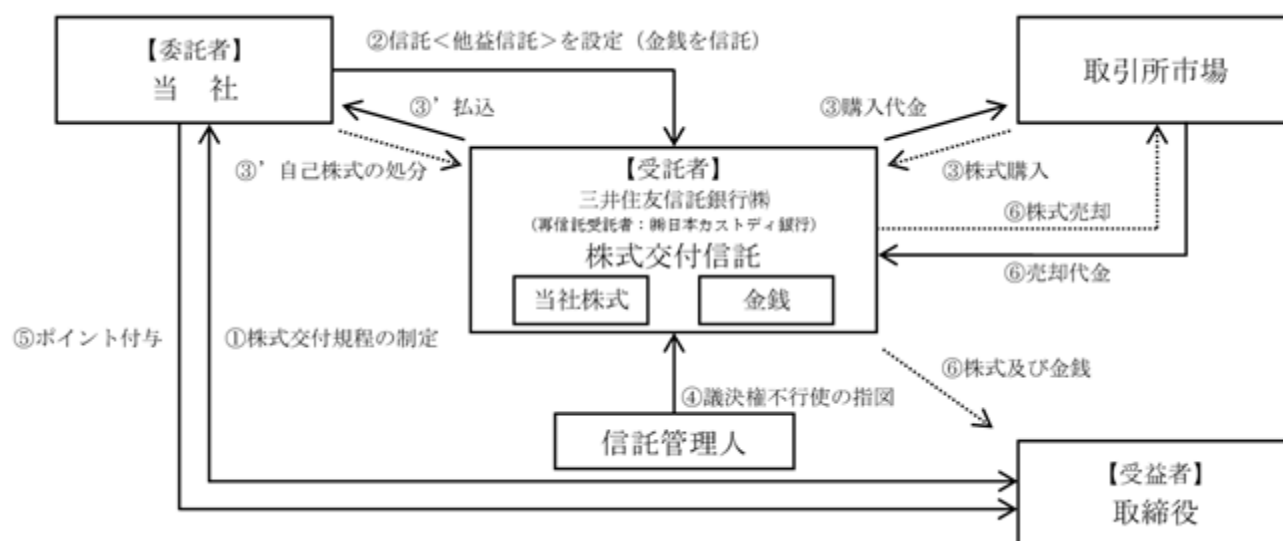 【委託者】
当 社
②信託<他益信託>を設定（金銭を信託）
取引所市場
③’払込
③購入代金
③’自己株式の処分
【受託者】
三井住友信託銀行㈱
（再信託受託者：㈱日本カストディ銀行）
株式交付信託
当社株式
金銭
③株式購入
⑥株式売却
⑥売却代金
⑤ポイント付与
①株式交付規程の制定
④議決権不行使の指図
⑥株式及び金銭
信託管理人
【受益者】
取締役